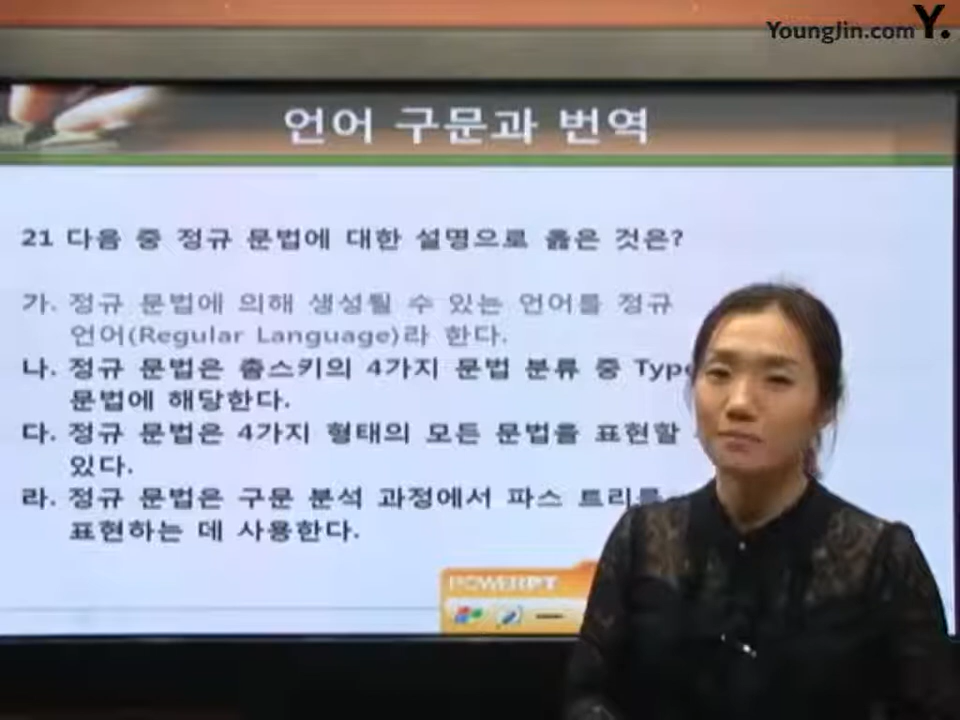 YoungJin.com Y.
언어 구문과 번역
21 다음 중 정규 문법에 대한 설명으로 옳은 것은?
가. 정규 문법에 의해 생성될 수 있는 언어를 정규
언어(Regular Language)라 한다.
나. 정규 문법은 촘스키의 4가지 문법 분류 중 Type
문법에 해당한다.
다. 정규 문법은 4가지 형태의 모든 문법을 표현할
있다.
라. 정규 문법은 구문 분석 과정에서 파스 트리를
표현하는 데 사용한다.
POWERPT